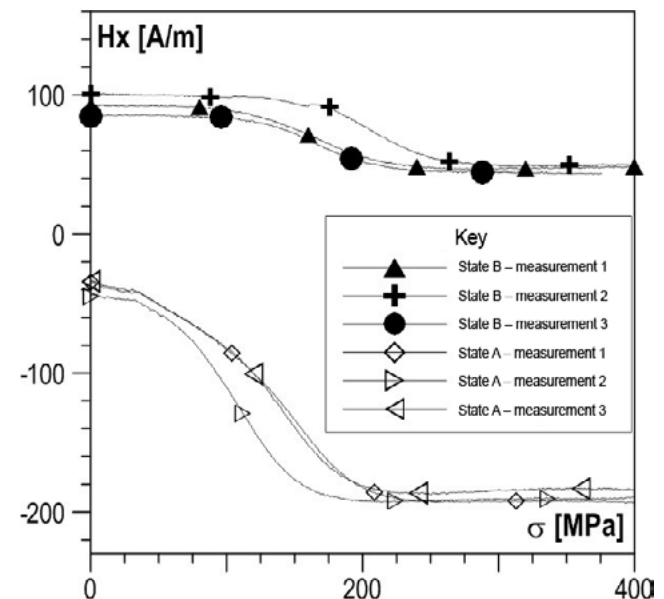 Hx [A/m]
100
0
-100
-200
Key
State B – measurement 1
State B – measurement 2
State B – measurement 3
State A – measurement 1
State A – measurement 2
State A – measurement 3
σ [MPa]
0
200
400